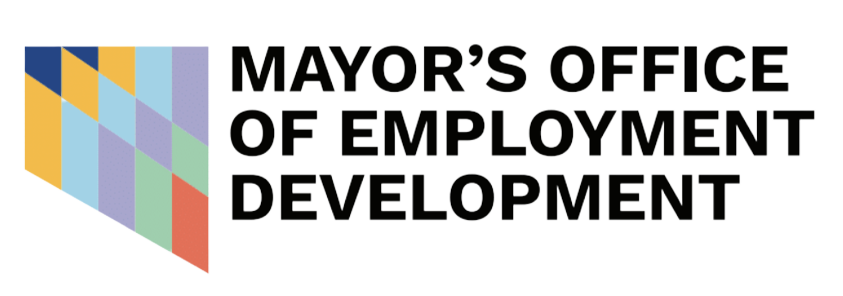 MAYOR’S OFFICE
OF EMPLOYMENT
DEVELOPMENT